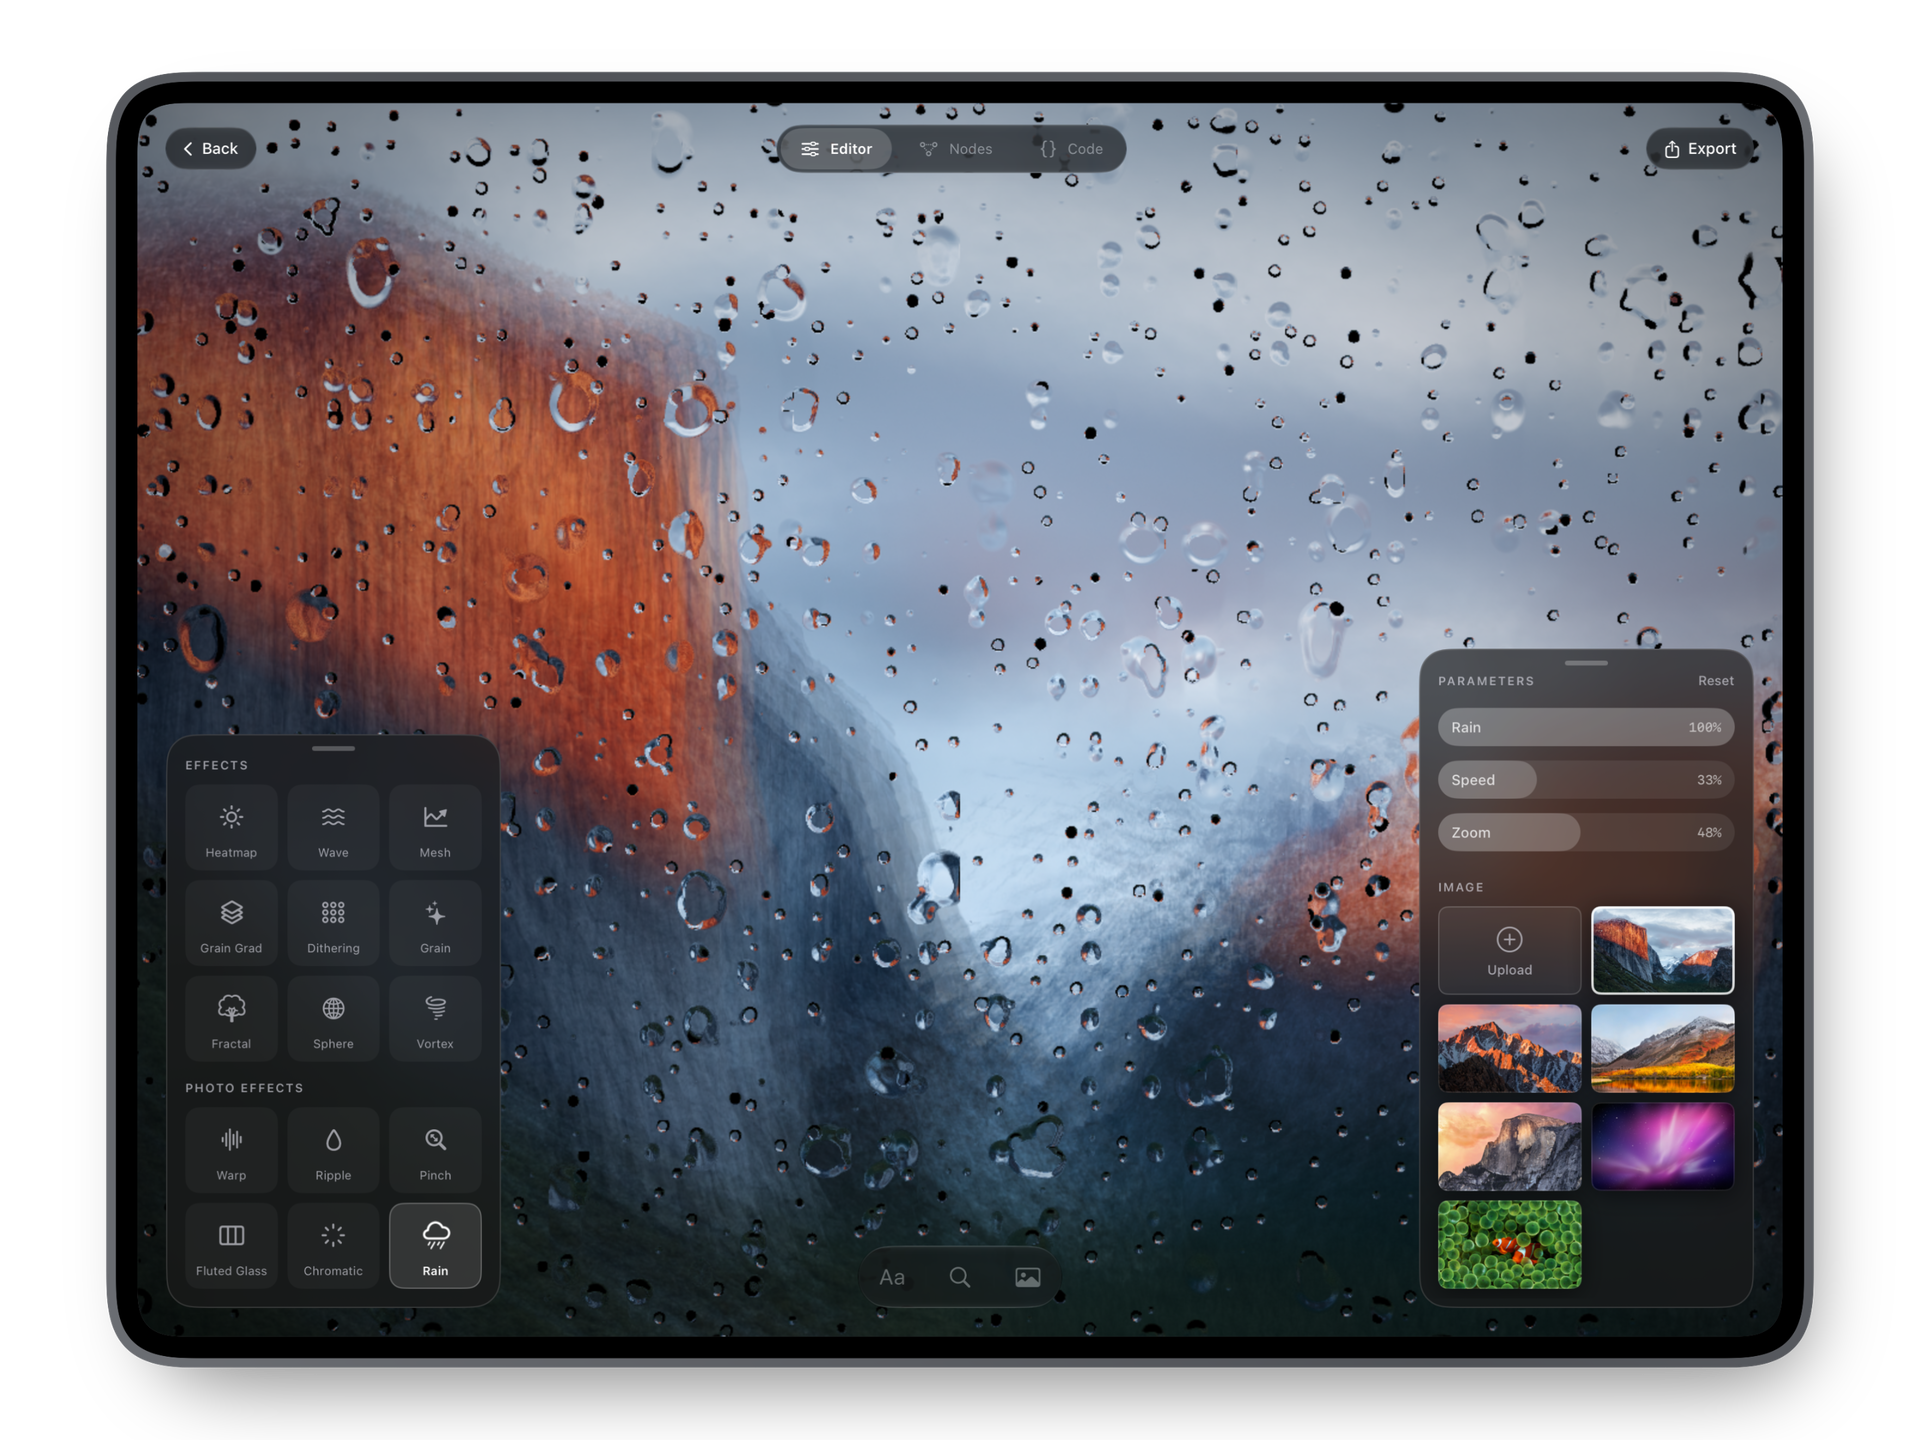 Back
Editor
Nodes
Code
Export
EFFECTS
Heatmap
Wave
Mesh
Grain Grad
Dithering
Grain
Fractal
Sphere
Vortex
PHOTO EFFECTS
Warp
Ripple
Pinch
Fluted Glass
Chromatic
Rain
Aa
PARAMETERS
Reset
Rain 100%
Speed 33%
Zoom 48%
IMAGE
Upload